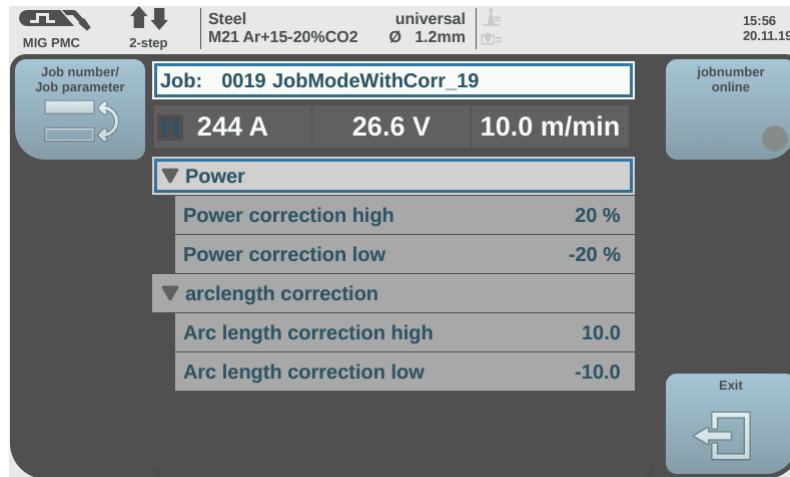 MIG PMC
2-step
Steel universal
M21 Ar+15-20%CO2 Ø 1.2mm
15:56
20.11.19
Job number/
Job parameter
Job: 0019 JobModeWithCorr_19
jobnumber
online
H 244 A 26.6 V 10.0 m/min
Power
Power correction high 20 %
Power correction low -20 %
arclength correction
Arc length correction high 10.0
Arc length correction low -10.0
Exit